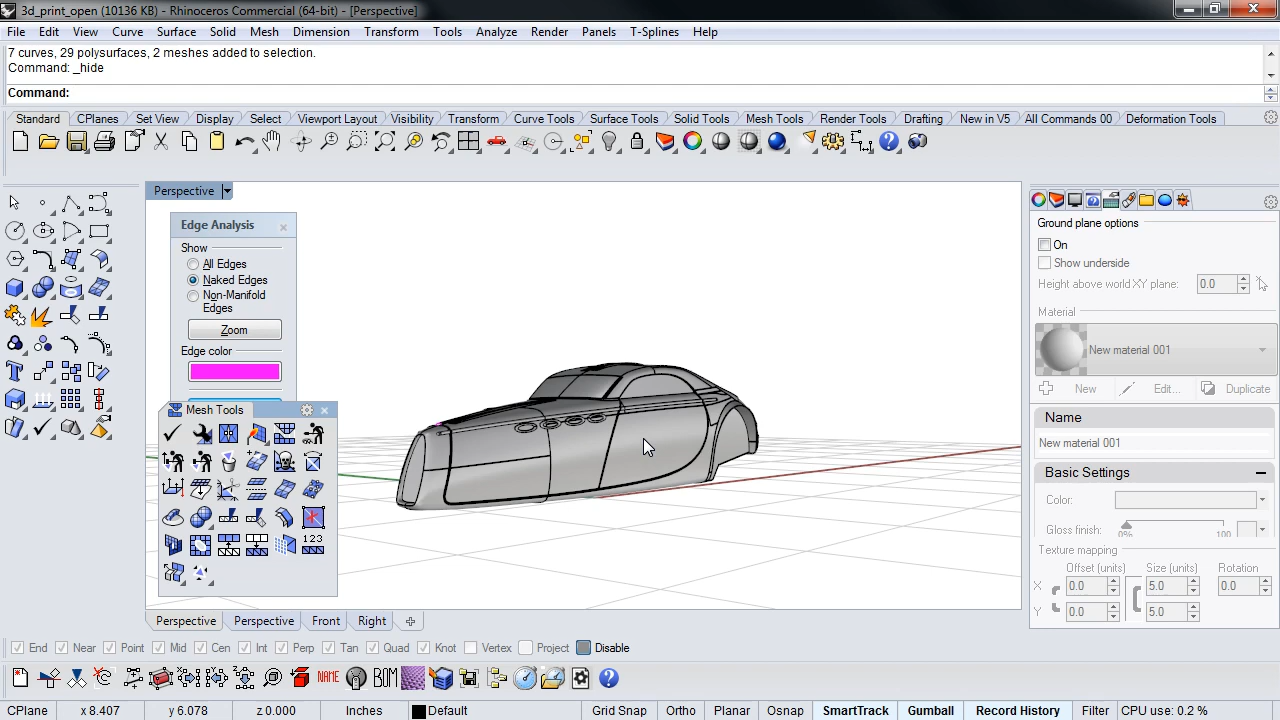 3d_print_open (10136 KB) - Rhinoceros Commercial (64-bit) - [Perspective]
File Edit View Curve Surface Solid Mesh Dimension Transform Tools Analyze Render Panels T-Splines Help
7 curves, 29 polysurfaces, 2 meshes added to selection.
Command: _hide
Command:
Standard CPlanes Set View Display Select Viewport Layout Visibility Transform Curve Tools Surface Tools Solid Tools Mesh Tools Render Tools Drafting New in V5 All Commands 00 Deformation Tools
Perspective
Edge Analysis
Show
All Edges
Naked Edges
Non-Manifold
Edges
Zoom
Edge color
Mesh Tools
123
Ground plane options
On
Show underside
Height above world XY plane: 0.0
Material
New material 001
New Edit... Duplicate
Name
New material 001
Basic Settings
Color:
Gloss finish:
0% 100
Texture mapping
Offset (units) Size (units) Rotation
X 0.0 5.0 0.0
Y 0.0 5.0
Perspective Perspective Front Right
End Near Point Mid Cen Int Perp Tan Quad Knot Vertex Project Disable
NAME BOM
CPlane x 8.407 y 6.078 z 0.000 Inches Default Grid Snap Ortho Planar Osnap SmartTrack Gumball Record History Filter CPU use: 0.2 %